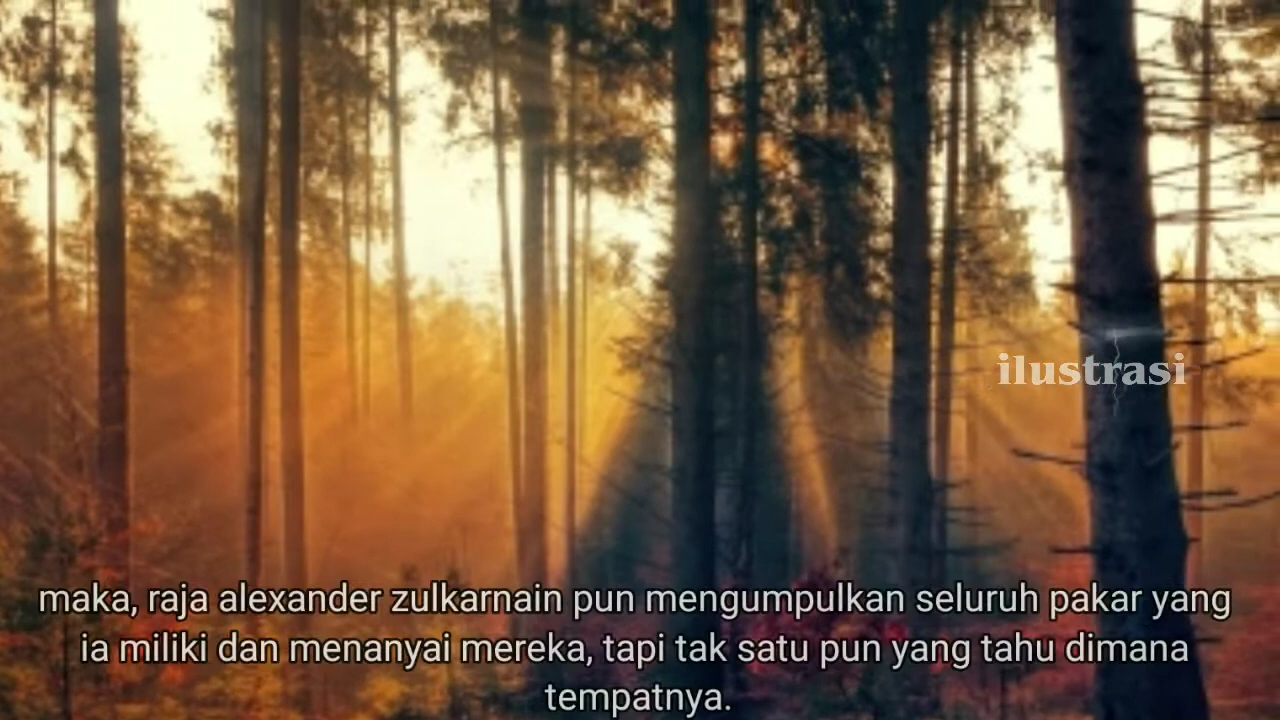 ilustrasi
maka, raja alexander zulkarnain pun mengumpulkan seluruh pakar yang
ia miliki dan menanyai mereka, tapi tak satu pun yang tahu dimana
tempatnya.